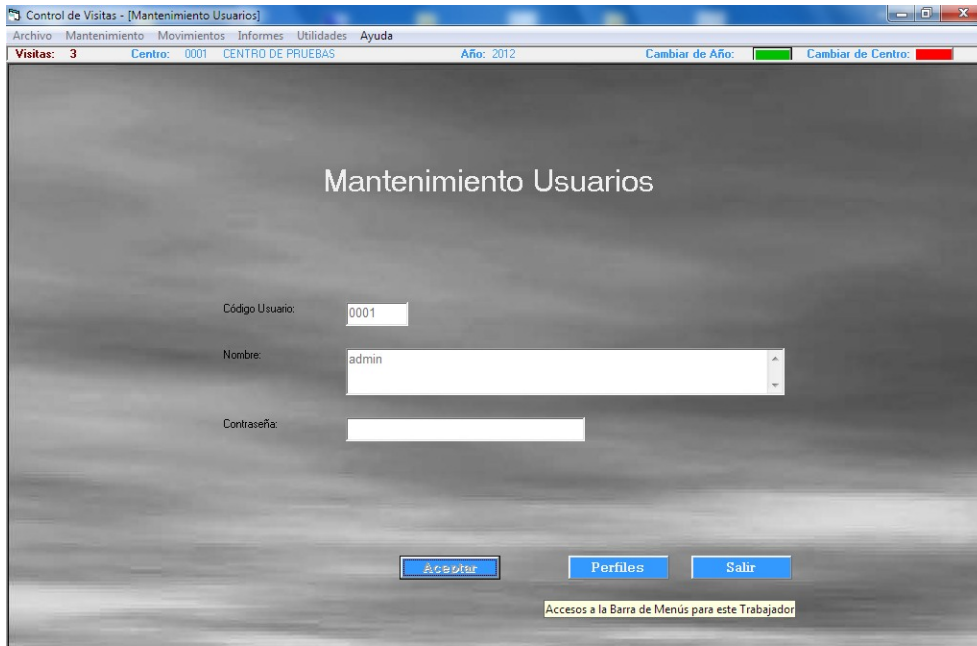 Control de Visitas - [Mantenimiento Usuarios]
Archivo Mantenimiento Movimientos Informes Utilidades Ayuda
Visitas: 3 Centro: 0001 CENTRO DE PRUEBAS Año: 2012 Cambiar de Año: Cambiar de Centro:
Mantenimiento Usuarios
Código Usuario: 0001
Nombre: admin
Contraseña:
Aceptar Perfiles Salir
Accesos a la Barra de Menús para este Trabajador